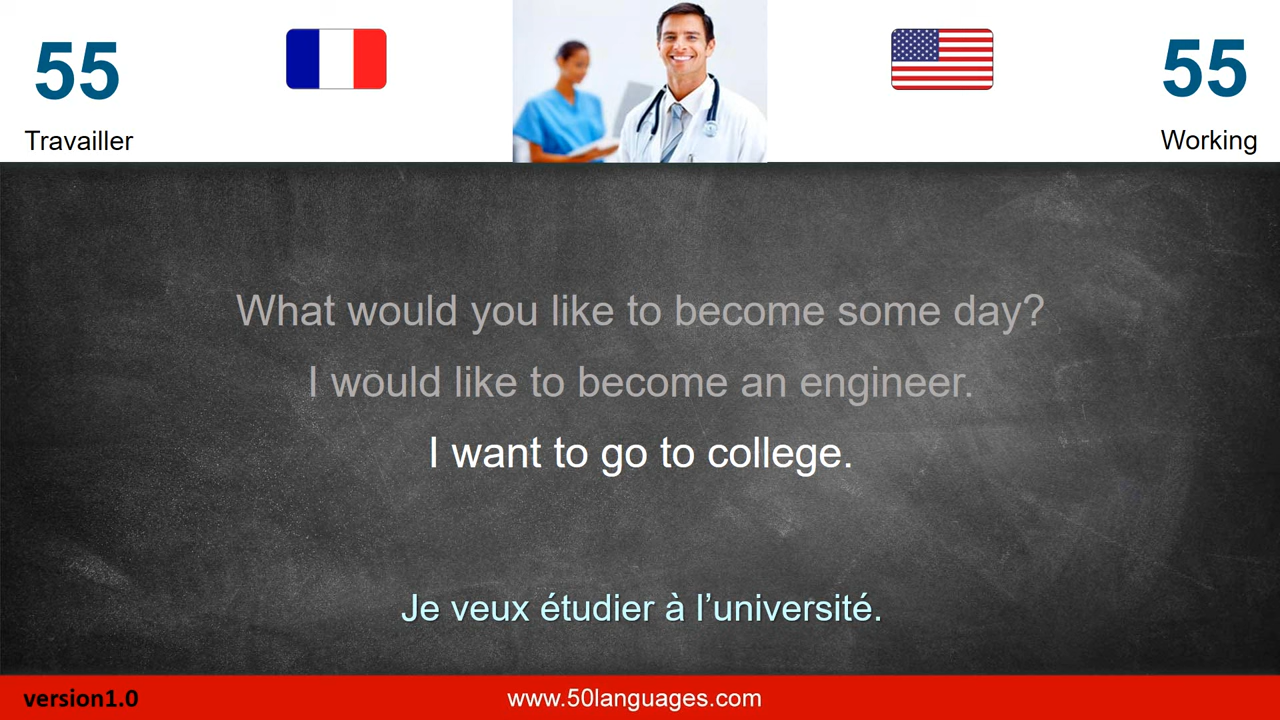 55
55
Travailler
Working
What would you like to become some day?
I would like to become an engineer.
I want to go to college.
Je veux étudier à l’université.
version1.0
www.50languages.com